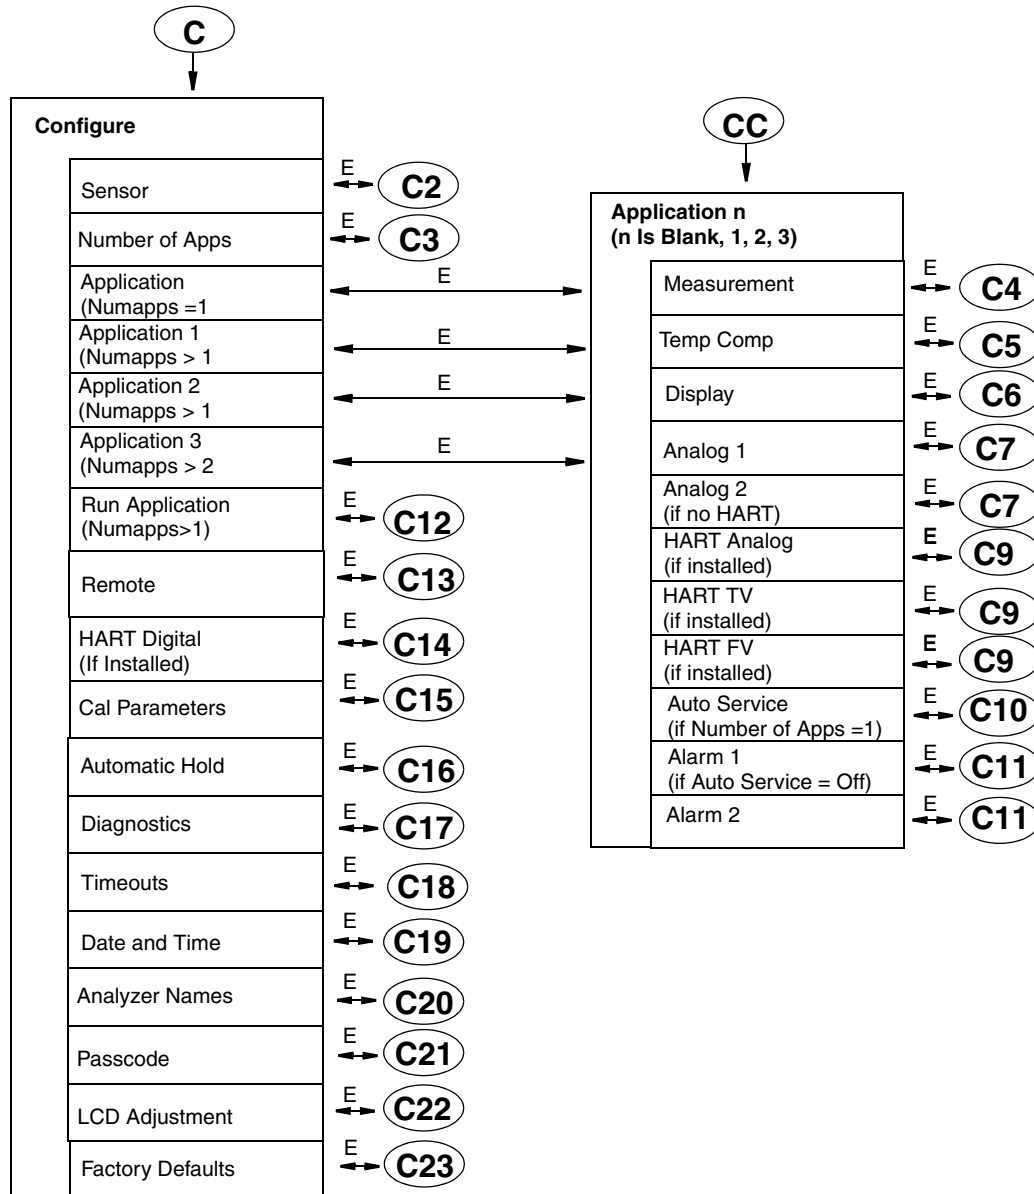 C
Configure
Sensor
E
C2
Number of Apps
E
C3
Application
(Numapps =1
E
Application 1
(Numapps > 1
E
Application 2
(Numapps > 1
E
Application 3
(Numapps > 2
E
Run Application
(Numapps>1)
E
C12
Remote
E
C13
HART Digital
(If Installed)
E
C14
Cal Parameters
E
C15
Automatic Hold
E
C16
Diagnostics
E
C17
Timeouts
E
C18
Date and Time
E
C19
Analyzer Names
E
C20
Passcode
E
C21
LCD Adjustment
E
C22
Factory Defaults
E
C23
CC
Application n
(n Is Blank, 1, 2, 3)
Measurement
E
C4
Temp Comp
E
C5
Display
E
C6
Analog 1
E
C7
Analog 2
(if no HART)
E
C7
HART Analog
(if installed)
E
C9
HART TV
(if installed)
E
C9
HART FV
(if installed)
E
C9
Auto Service
(if Number of Apps =1)
E
C10
Alarm 1
(if Auto Service = Off)
E
C11
Alarm 2
E
C11